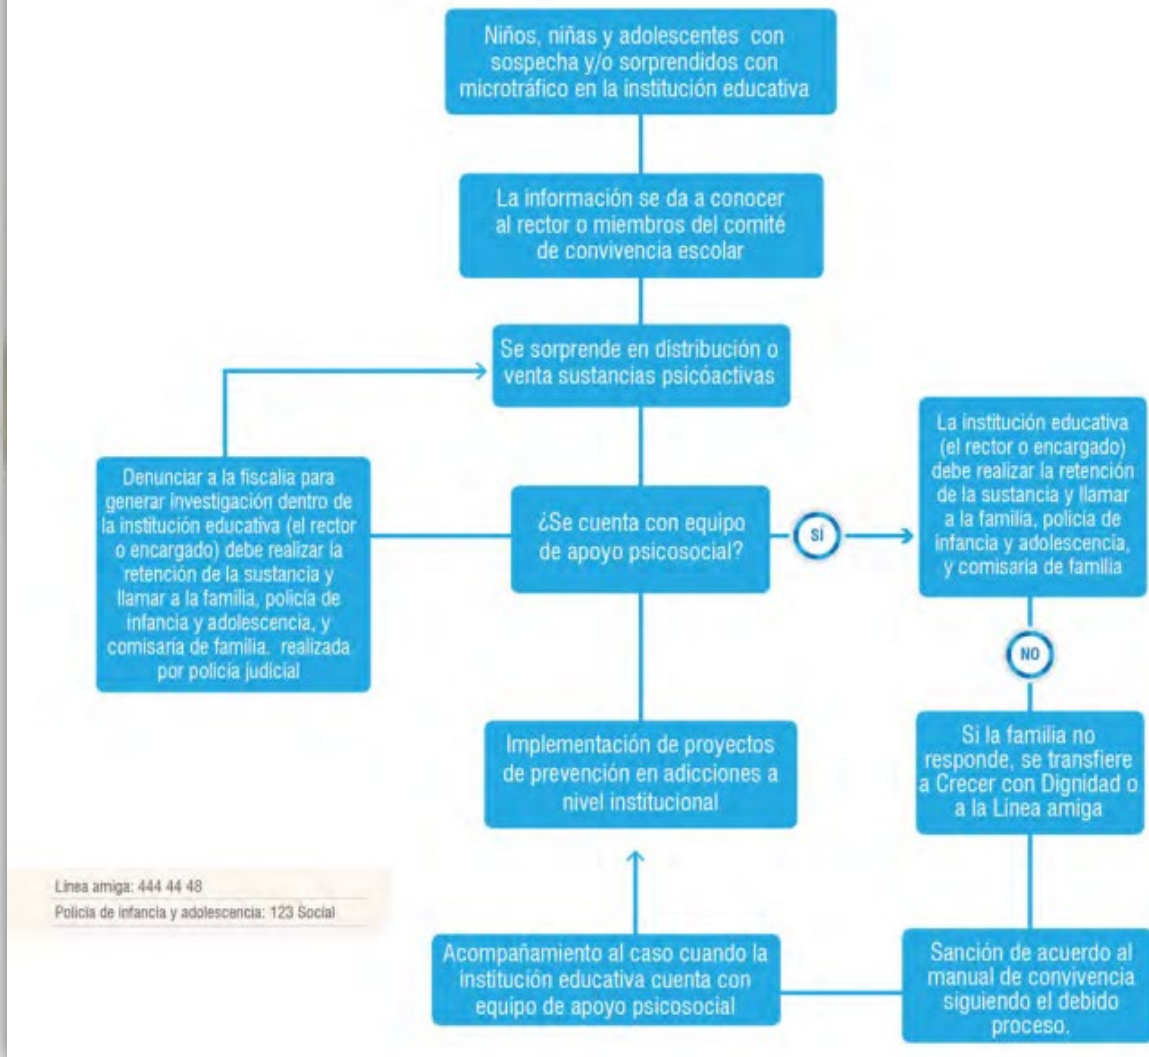 Niños, niñas y adolescentes con
sospecha y/o sorprendidos con
microtráfico en la institución educativa
La información se da a conocer
al rector o miembros del comité
de convivencia escolar
Se sorprende en distribución o
venta sustancias psicóactivas
Denunciar a la fiscalia para
generar investigación dentro de
la institución educativa (el rector
o encargado) debe realizar la
retención de la sustancia y
llamar a la familia, policía de
infancia y adolescencia, y
comisaría de familia. realizada
por policía judicial
¿Se cuenta con equipo
de apoyo psicosocial?
SÍ
La institución educativa
(el rector o encargado)
debe realizar la retención
de la sustancia y llamar
a la familia, policía de
infancia y adolescencia,
y comisaría de familia
NO
Si la familia no
responde, se transfiere
a Crecer con Dignidad o
a la Linea amiga
Sanción de acuerdo al
manual de convivencia
siguiendo el debido
proceso.
Acompañamiento al caso cuando la
institución educativa cuenta con
equipo de apoyo psicosocial
Implementación de proyectos
de prevención en adicciones a
nivel institucional
Línea amiga: 444 44 48
Policía de infancia y adolescencia: 123 Social